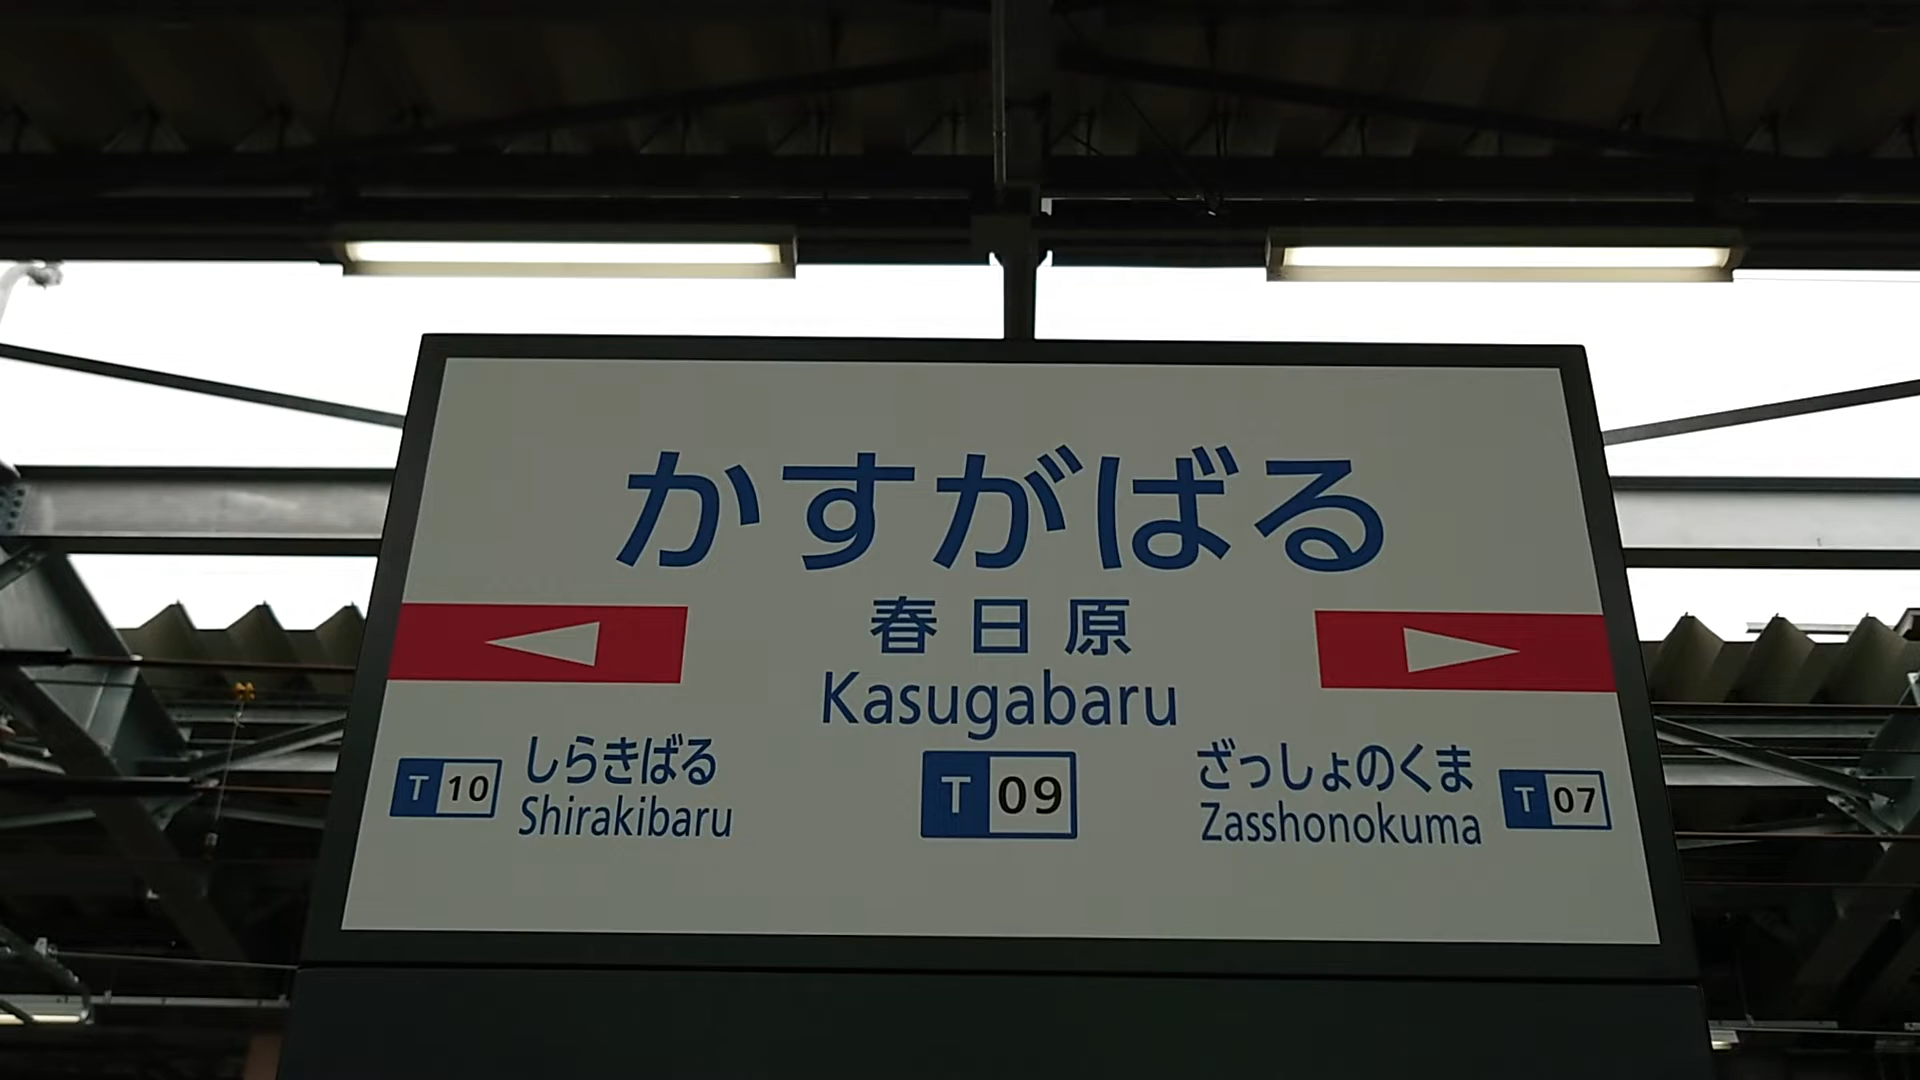 かすがばる
春日原
Kasugabaru
T 10 しらきばる
Shirakibaru
T 09
ざっしょのくま T 07
Zasshonokuma